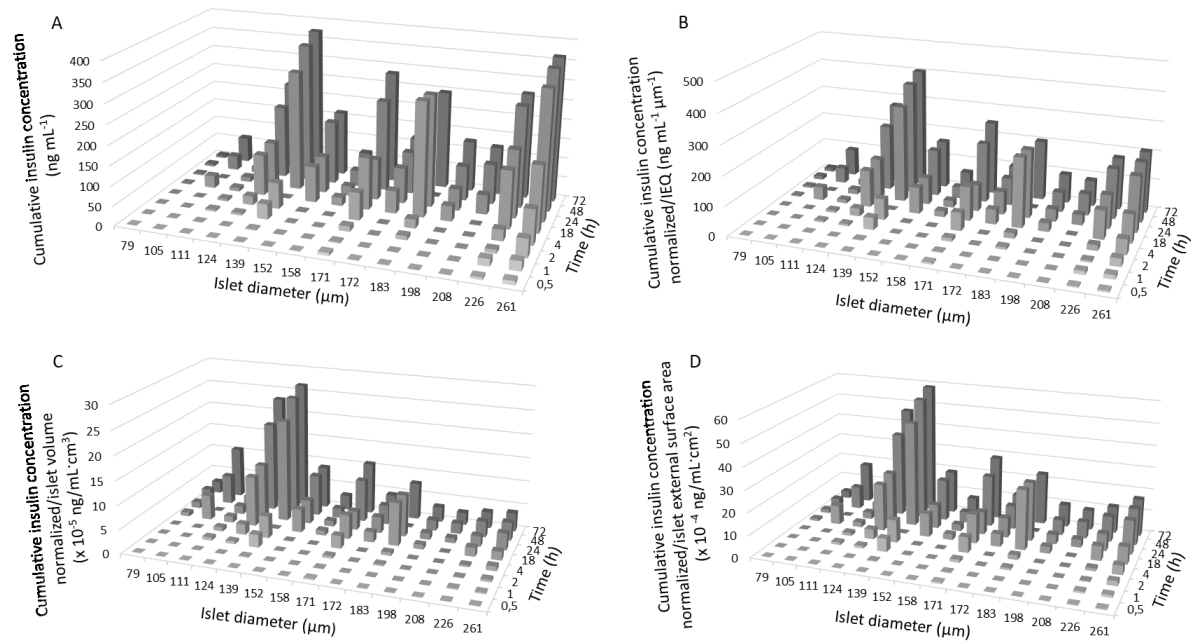 A
Cumulative insulin concentration
(ng mL⁻¹)
400
350
300
250
200
150
100
50
0
79 105 111 124 139 152 158 171 172 183 198 208 226 261
Islet diameter (µm)
0,5 1 2 4 18 24 48 72
Time (h)
B
Cumulative insulin concentration
normalized/IEQ (ng mL⁻¹ µm⁻¹)
500
400
300
200
100
0
79 105 111 124 139 152 158 171 172 183 198 208 226 261
Islet diameter (µm)
0,5 1 2 4 18 24 48 72
Time (h)
C
Cumulative insulin concentration
normalized/islet volume
(x 10⁻⁵ ng/mL·cm³)
30
25
20
15
10
5
0
79 105 111 124 139 152 158 171 172 183 198 208 226 261
Islet diameter (µm)
0,5 1 2 4 18 24 48 72
Time (h)
D
Cumulative insulin concentration
normalized/islet external surface area
(x 10⁻⁴ ng/mL·cm²)
60
50
40
30
20
10
0
79 105 111 124 139 152 158 171 172 183 198 208 226 261
Islet diameter (µm)
0,5 1 2 4 18 24 48 72
Time (h)